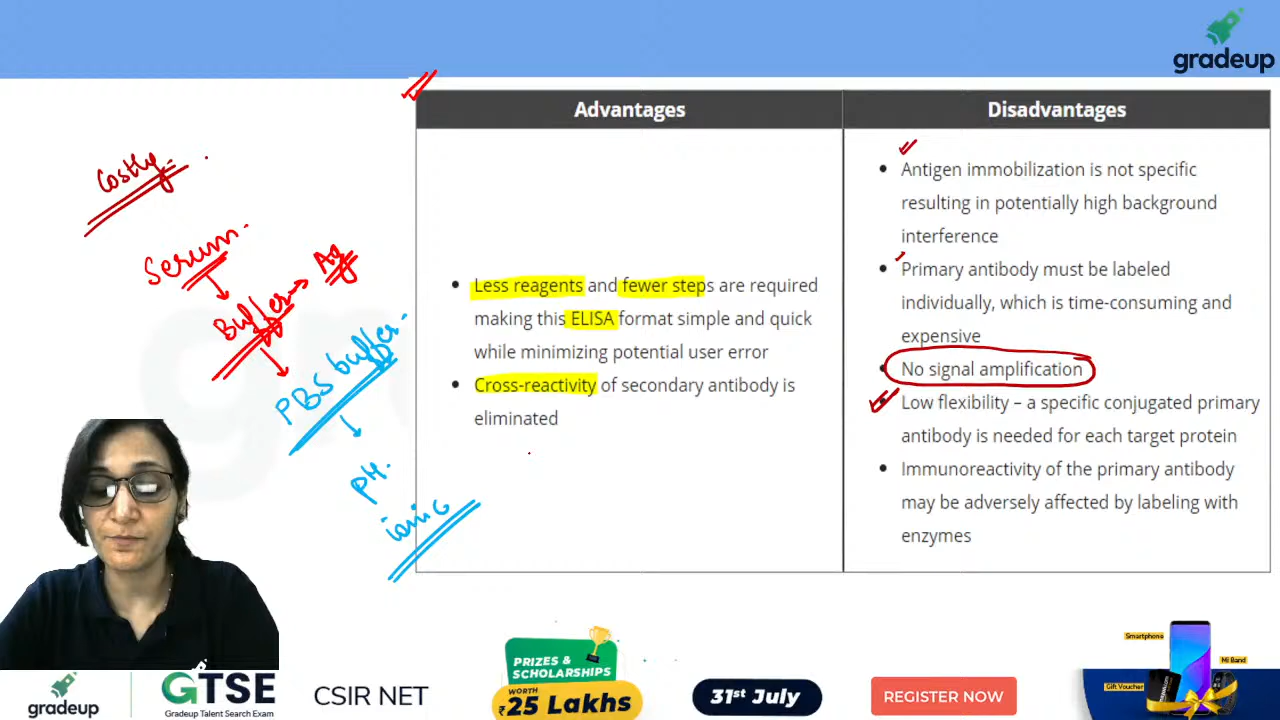 gradeup
Advantages
Disadvantages
Costly
Serum
Buffer → Ag
PBS buffer
pH
ionic
• Less reagents and fewer steps are required
making this ELISA format simple and quick
while minimizing potential user error
• Cross-reactivity of secondary antibody is
eliminated
• Antigen immobilization is not specific
resulting in potentially high background
interference
• Primary antibody must be labeled
individually, which is time-consuming and
expensive
• No signal amplification
• Low flexibility – a specific conjugated primary
antibody is needed for each target protein
• Immunoreactivity of the primary antibody
may be adversely affected by labeling with
enzymes
gradeup
GTSE
Gradeup Talent Search Exam
CSIR NET
PRIZES &
SCHOLARSHIPS
WORTH
₹25 Lakhs
31st July
REGISTER NOW
Smartphone
Mi Band
Gift Voucher